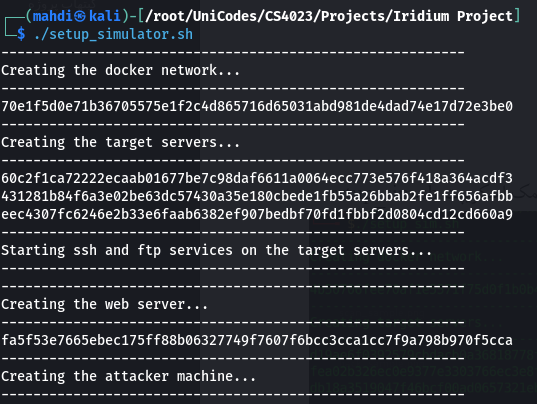 ┌──(mahdi㉿kali)-[/root/UniCodes/CS4023/Projects/Iridium Project]
└─$ ./setup_simulator.sh
--------------------------------------------------------
Creating the docker network...
--------------------------------------------------------
70e1f5d0e71b36705575e1f2c4d865716d65031abd981de4dad74e17d72e3be0
--------------------------------------------------------
Creating the target servers...
--------------------------------------------------------
60c2f1ca72222ecaab01677be7c98daf6611a0064ecc773e576f418a364acdf3
431281b84f6a3e02be63dc57430a35e180cbede1fb55a26bbab2fe1ff656afbb
eec4307fc6246e2b33e6faab6382ef907bedbf70fd1fbbf2d0804cd12cd660a9
--------------------------------------------------------
Starting ssh and ftp services on the target servers...
--------------------------------------------------------
--------------------------------------------------------
Creating the web server...
--------------------------------------------------------
fa5f53e7665ebec175ff88b06327749f7607f6bcc3cca1cc7f9a798b970f5cca
--------------------------------------------------------
Creating the attacker machine...
--------------------------------------------------------